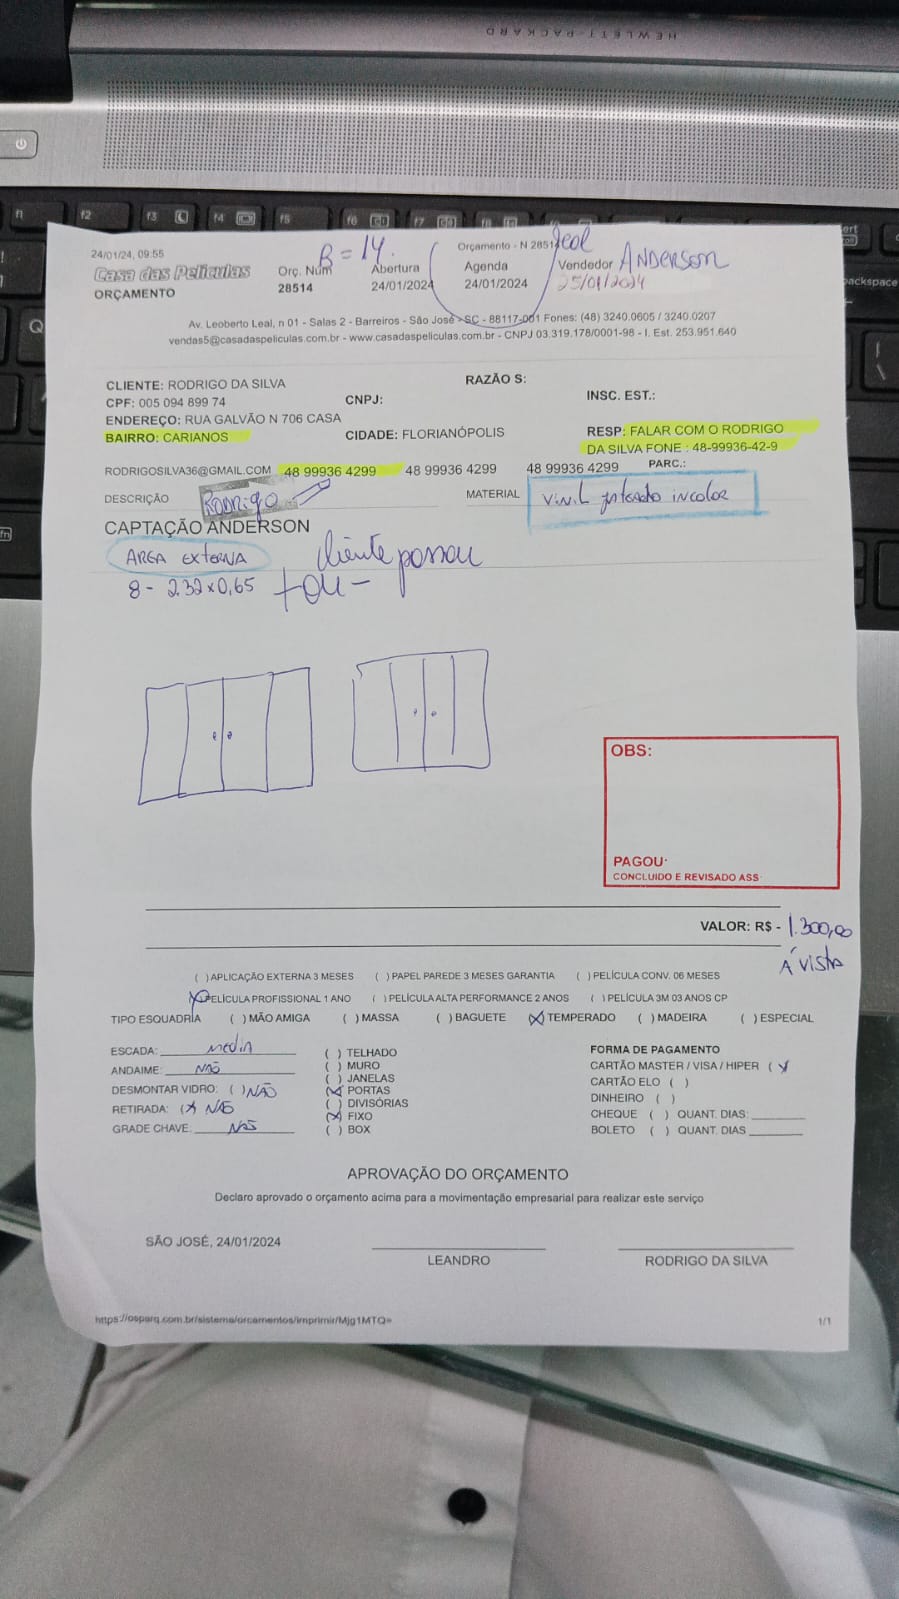 HEWLETT-PACKARD
f1 f2 f3 f4 f5 f6 f7 f8
Q
backspace
fn
24/01/24, 09:55
B = 14.
Orçamento - N 28514
Casa das Películas
ORÇAMENTO
Orç. Num
28514
Abertura
24/01/2024
Agenda
24/01/2024
Vendedor ANDERSON
25/01/2024
Av. Leoberto Leal, n 01 - Salas 2 - Barreiros - São José - SC - 88117-001 Fones: (48) 3240.0605 / 3240.0207
vendas5@casadaspeliculas.com.br - www.casadaspeliculas.com.br - CNPJ 03.319.178/0001-98 - I. Est. 253.951.640
CLIENTE: RODRIGO DA SILVA
RAZÃO S:
CPF: 005 094 899 74
CNPJ:
INSC. EST.:
ENDEREÇO: RUA GALVÃO N 706 CASA
BAIRRO: CARIANOS
CIDADE: FLORIANÓPOLIS
RESP: FALAR COM O RODRIGO
DA SILVA FONE : 48-99936-42-9
RODRIGOSILVA36@GMAIL.COM 48 99936 4299 48 99936 4299 48 99936 4299 PARC.:
DESCRIÇÃO Rodrigo
MATERIAL Vinil jateado incolor
CAPTAÇÃO ANDERSON
AREA EXTERNA
cliente passou
8 - 2.32 x 0,65
+ ou -
OBS:
PAGOU:
CONCLUIDO E REVISADO ASS:
VALOR: R$ - 1.300,00
Á vista
( ) APLICAÇÃO EXTERNA 3 MESES ( ) PAPEL PAREDE 3 MESES GARANTIA ( ) PELÍCULA CONV. 06 MESES
(X) PELÍCULA PROFISSIONAL 1 ANO ( ) PELÍCULA ALTA PERFORMANCE 2 ANOS ( ) PELÍCULA 3M 03 ANOS CP
TIPO ESQUADRIA ( ) MÃO AMIGA ( ) MASSA ( ) BAGUETE (X) TEMPERADO ( ) MADEIRA ( ) ESPECIAL
ESCADA: media
ANDAIME: NÃO
DESMONTAR VIDRO: ( ) NÃO
RETIRADA: (X NÃO
GRADE CHAVE: NÃO
( ) TELHADO
( ) MURO
( ) JANELAS
(X) PORTAS
( ) DIVISÓRIAS
(X) FIXO
( ) BOX
FORMA DE PAGAMENTO
CARTÃO MASTER / VISA / HIPER ( X
CARTÃO ELO ( )
DINHEIRO ( )
CHEQUE ( ) QUANT. DIAS:
BOLETO ( ) QUANT. DIAS
APROVAÇÃO DO ORÇAMENTO
Declaro aprovado o orçamento acima para a movimentação empresarial para realizar este serviço
SÃO JOSÉ, 24/01/2024
LEANDRO
RODRIGO DA SILVA
https://osparq.com.br/sistema/orcamentos/imprimir/Mjg1MTQ=
1/1